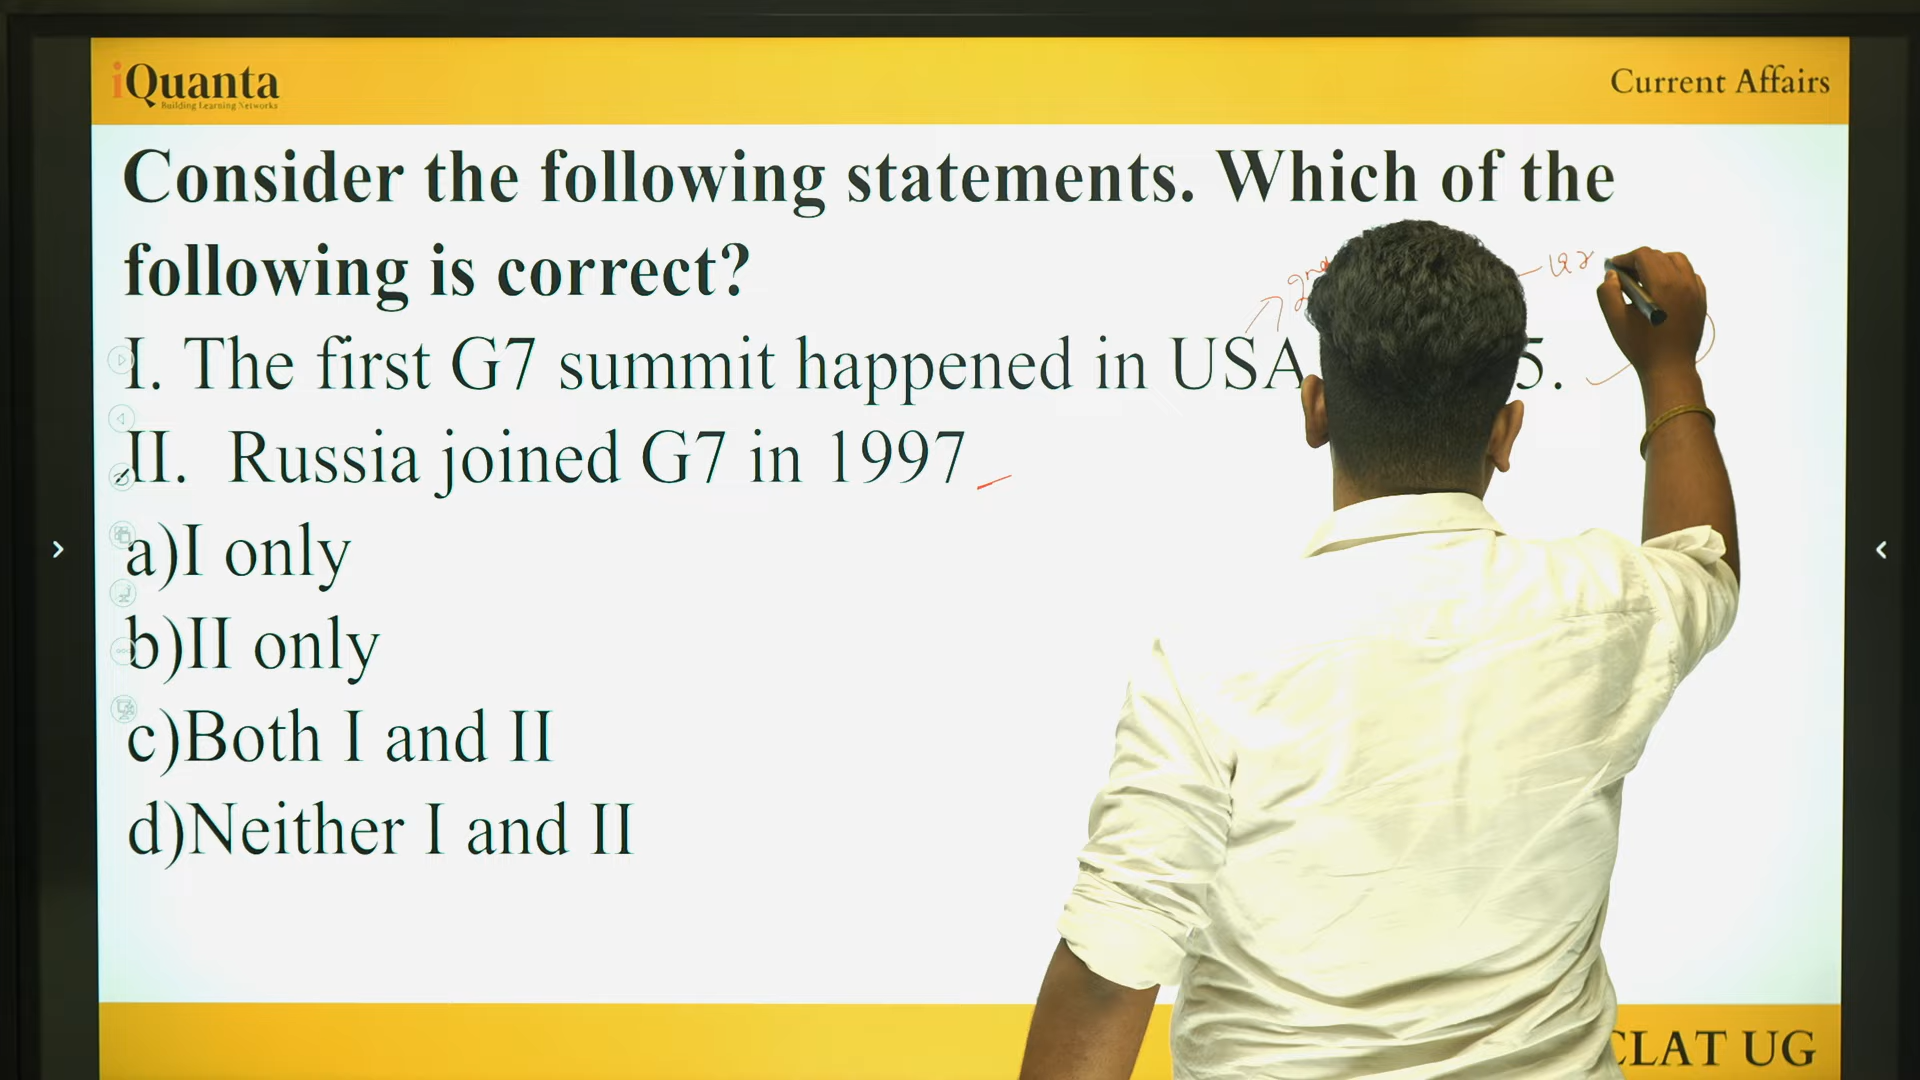 iQuanta
Building Learning Networks
Current Affairs
Consider the following statements. Which of the
following is correct?
I. The first G7 summit happened in USA 5.
II. Russia joined G7 in 1997
a)I only
b)II only
c)Both I and II
d)Neither I and II
CLAT UG